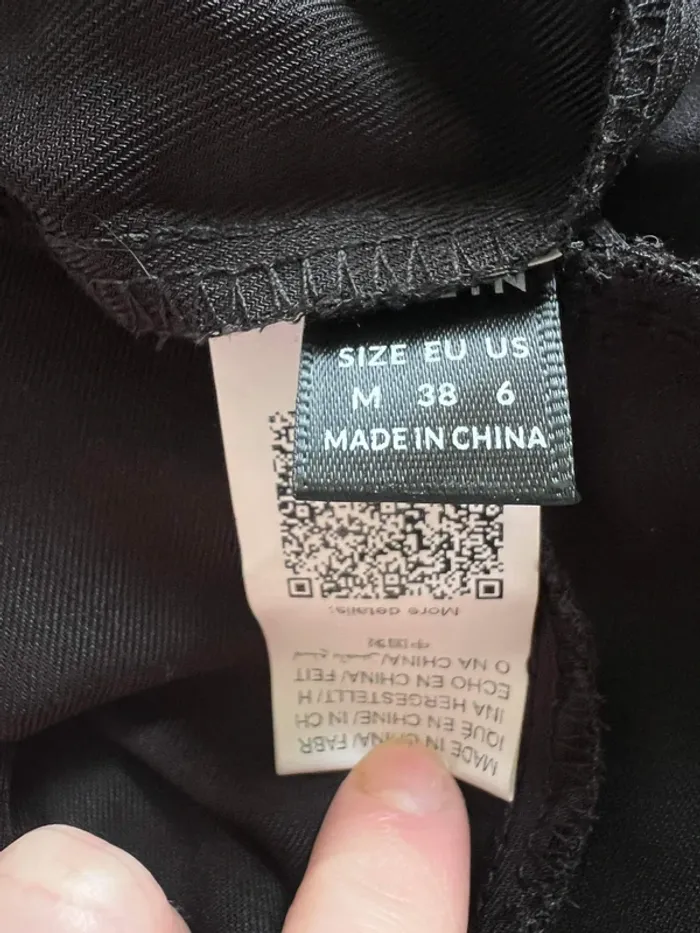 SIZE EU US
M 38 6
MADE IN CHINA
MADE IN CHINA/ FABR
IQUÉ EN CHINE/ IN CH
INA HERGESTELLT/ H
ECHO EN CHINA/ FEIT
O NA CHINA/
More details: